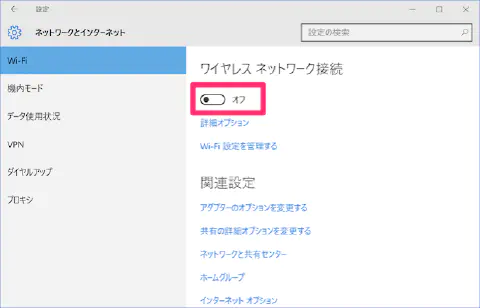 設定
ネットワークとインターネット
設定の検索
Wi-Fi
機内モード
データ使用状況
VPN
ダイヤルアップ
プロキシ
ワイヤレス ネットワーク接続
オフ
詳細オプション
Wi-Fi 設定を管理する
関連設定
アダプターのオプションを変更する
共有の詳細オプションを変更する
ネットワークと共有センター
ホームグループ
インターネット オプション